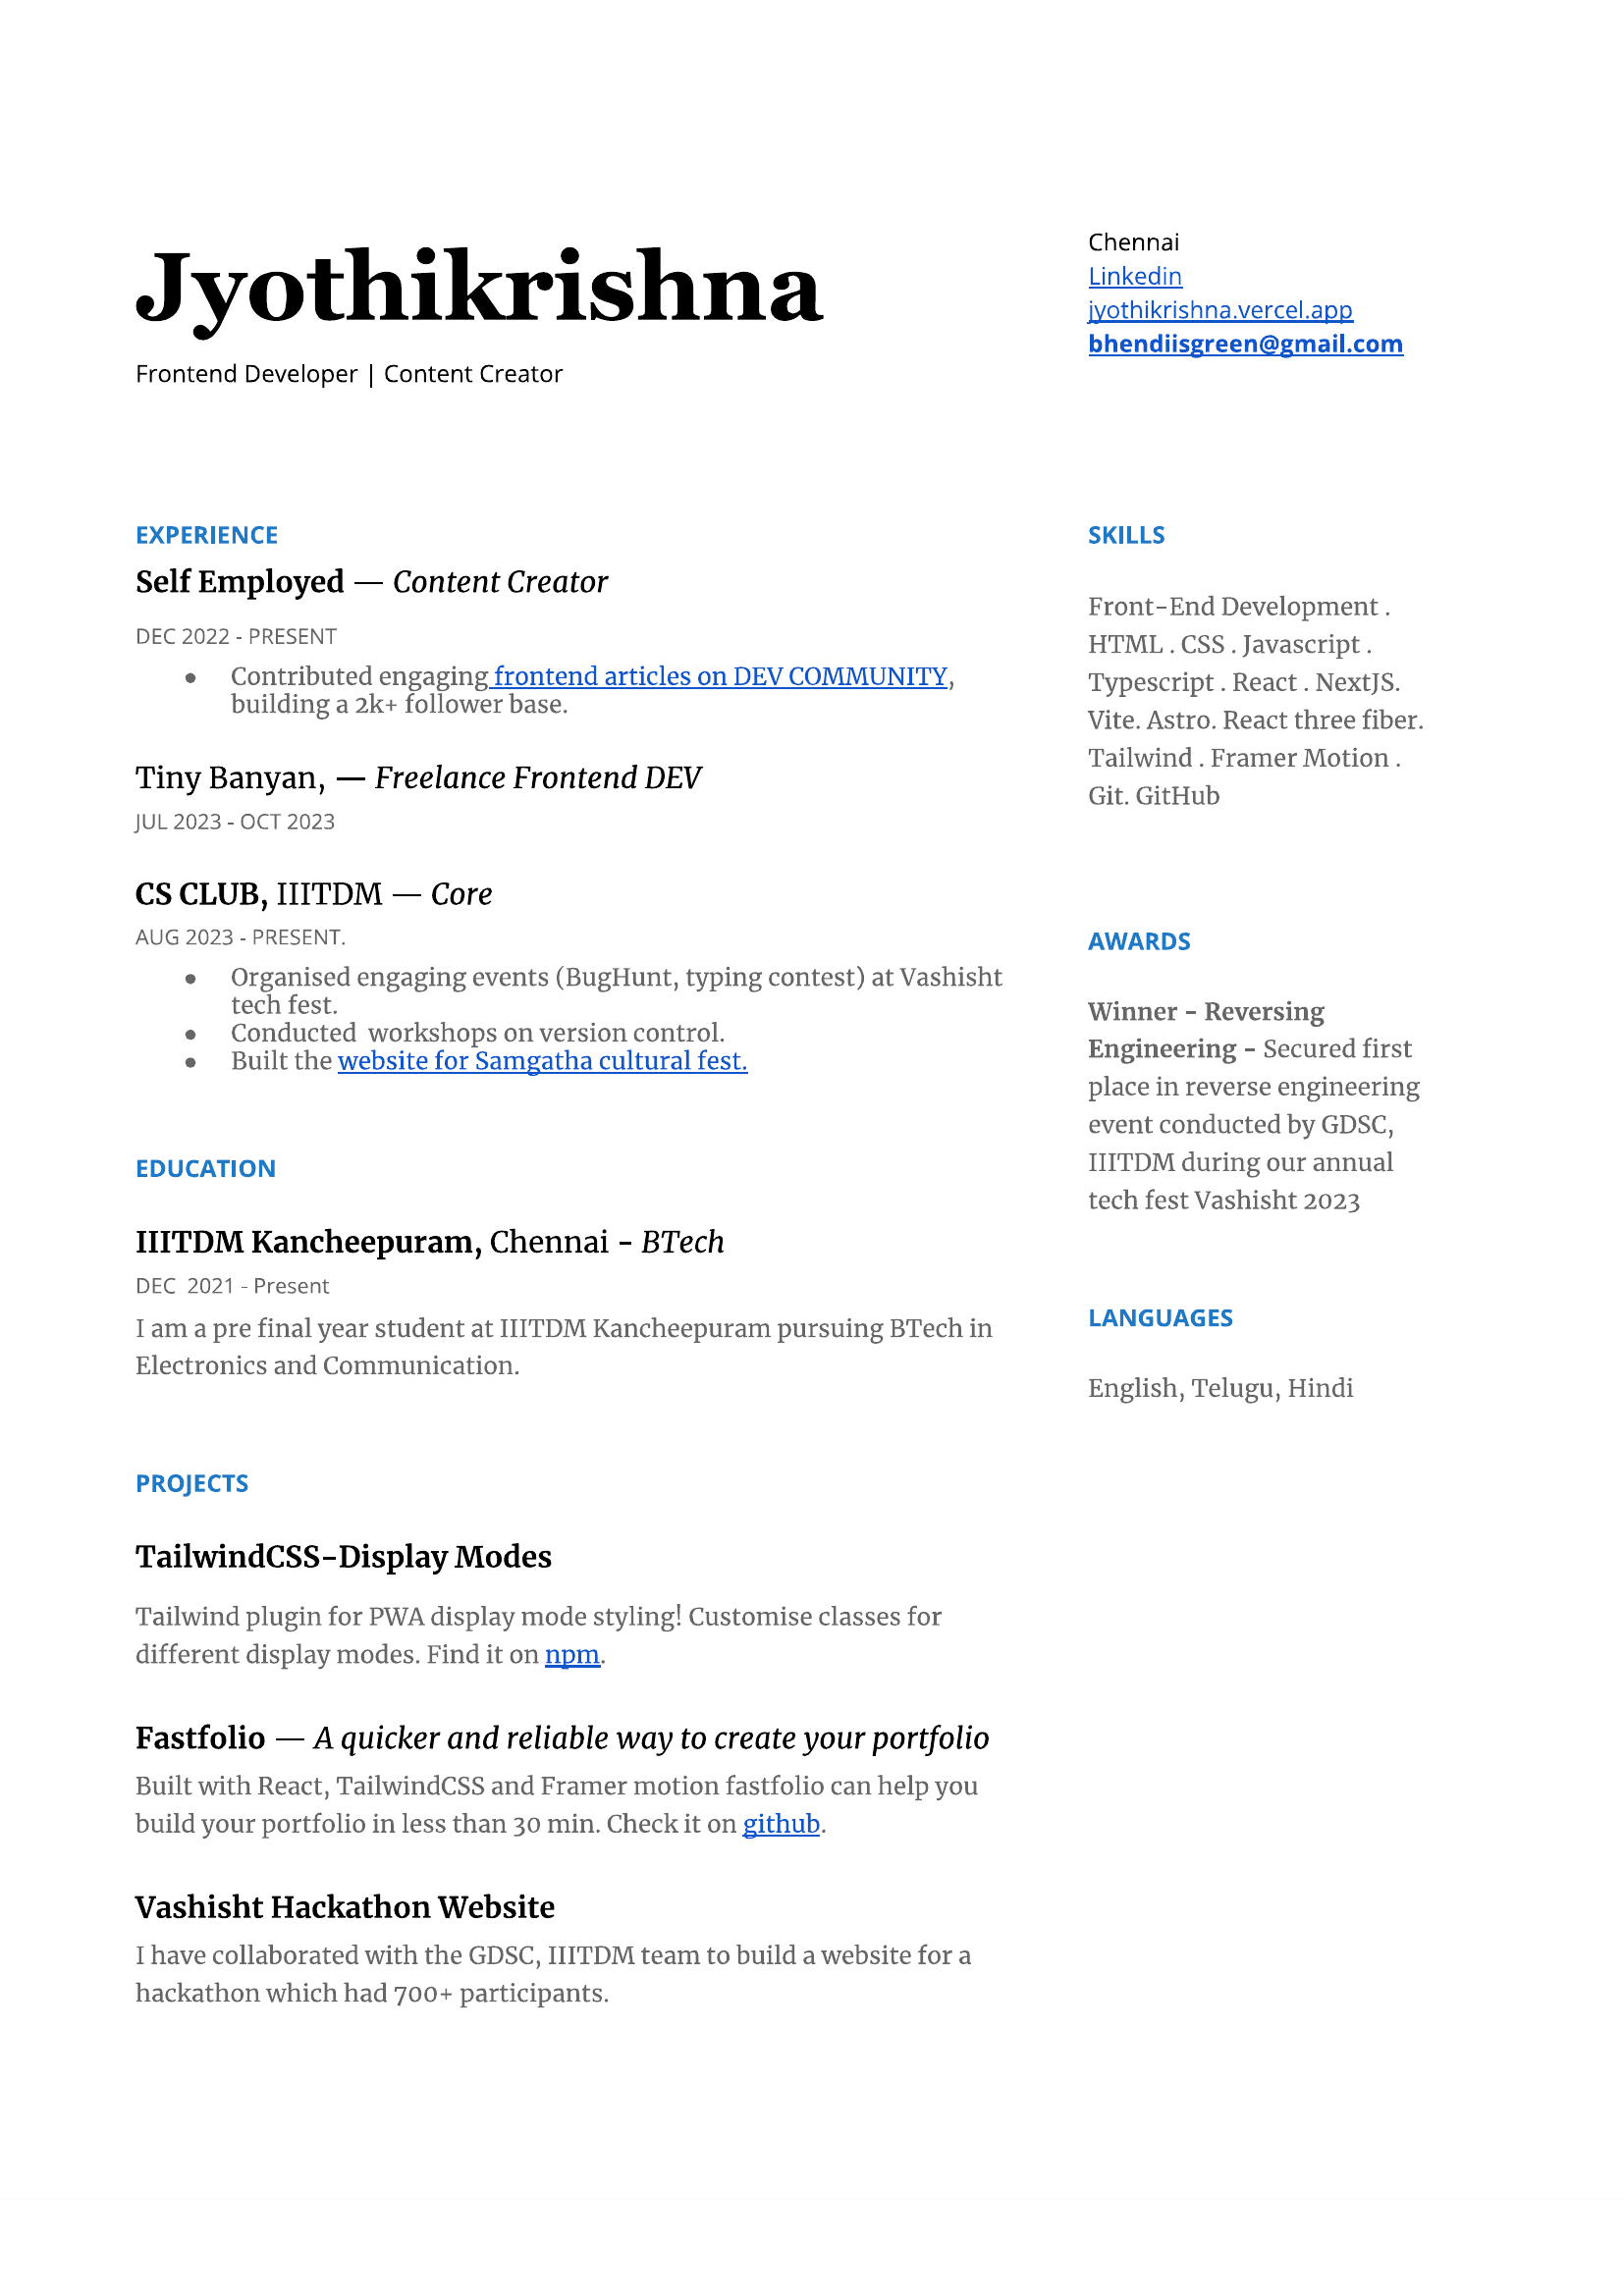 Jyothikrishna
Frontend Developer | Content Creator
Chennai
Linkedin
jyothikrishna.vercel.app
bhendiisgreen@gmail.com
EXPERIENCE
Self Employed — Content Creator
DEC 2022 - PRESENT
● Contributed engaging frontend articles on DEV COMMUNITY,
building a 2k+ follower base.
Tiny Banyan, — Freelance Frontend DEV
JUL 2023 - OCT 2023
CS CLUB, IIITDM — Core
AUG 2023 - PRESENT.
● Organised engaging events (BugHunt, typing contest) at Vashisht
tech fest.
● Conducted  workshops on version control.
● Built the website for Samgatha cultural fest.
EDUCATION
IIITDM Kancheepuram, Chennai - BTech
DEC  2021 - Present
I am a pre final year student at IIITDM Kancheepuram pursuing BTech in
Electronics and Communication.
PROJECTS
TailwindCSS-Display Modes
Tailwind plugin for PWA display mode styling! Customise classes for
different display modes. Find it on npm.
Fastfolio — A quicker and reliable way to create your portfolio
Built with React, TailwindCSS and Framer motion fastfolio can help you
build your portfolio in less than 30 min. Check it on github.
Vashisht Hackathon Website
I have collaborated with the GDSC, IIITDM team to build a website for a
hackathon which had 700+ participants.
SKILLS
Front-End Development .
HTML . CSS . Javascript .
Typescript . React . NextJS.
Vite. Astro. React three fiber.
Tailwind . Framer Motion .
Git. GitHub
AWARDS
Winner - Reversing
Engineering - Secured first
place in reverse engineering
event conducted by GDSC,
IIITDM during our annual
tech fest Vashisht 2023
LANGUAGES
English, Telugu, Hindi